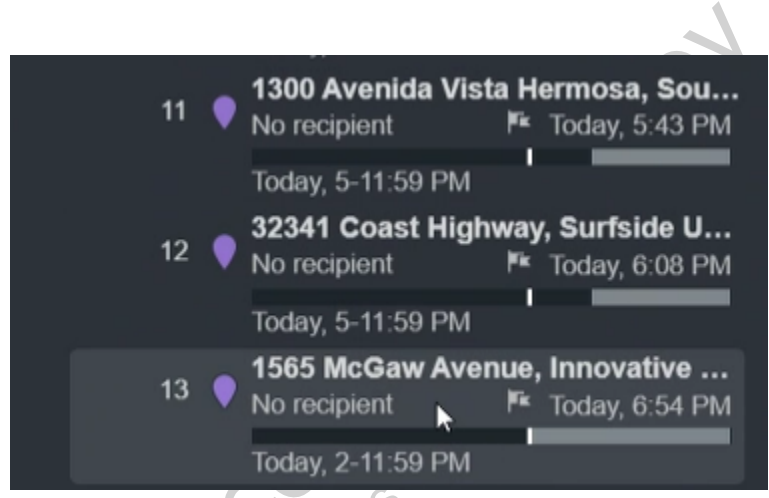 11
1300 Avenida Vista Hermosa, Sou...
No recipient Today, 5:43 PM
Today, 5-11:59 PM
12
32341 Coast Highway, Surfside U...
No recipient Today, 6:08 PM
Today, 5-11:59 PM
13
1565 McGaw Avenue, Innovative ...
No recipient Today, 6:54 PM
Today, 2-11:59 PM